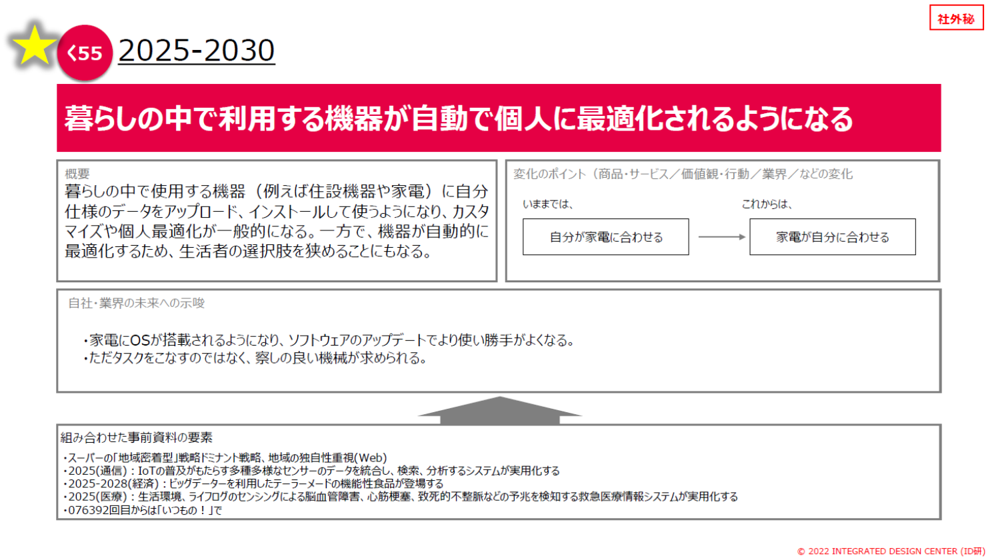 社外秘
く55
2025-2030
暮らしの中で利用する機器が自動で個人に最適化されるようになる
概要
暮らしの中で使用する機器（例えば住設機器や家電）に自分
仕様のデータをアップロード、インストールして使うようになり、カスタ
マイズや個人最適化が一般的になる。一方で、機器が自動的に
最適化するため、生活者の選択肢を狭めることにもなる。
変化のポイント（商品・サービス／価値観・行動／業界／などの変化
いままでは、
これからは、
自分が家電に合わせる
家電が自分に合わせる
自社・業界の未来への示唆
・家電にOSが搭載されるようになり、ソフトウェアのアップデートでより使い勝手がよくなる。
・ただタスクをこなすのではなく、察しの良い機械が求められる。
組み合わせた事前資料の要素
・スーパーの「地域密着型」戦略ドミナント戦略、地域の独自性重視(Web)
・2025(通信)：IoTの普及がもたらす多種多様なセンサーのデータを統合し、検索、分析するシステムが実用化する
・2025-2028(経済)：ビッグデーターを利用したテーラーメードの機能性食品が登場する
・2025(医療)：生活環境、ライフログのセンシングによる脳血管障害、心筋梗塞、致死的不整脈などの予兆を検知する救急医療情報システムが実用化する
・076392回目からは「いつもの！」で
© 2022 INTEGRATED DESIGN CENTER (ID研)